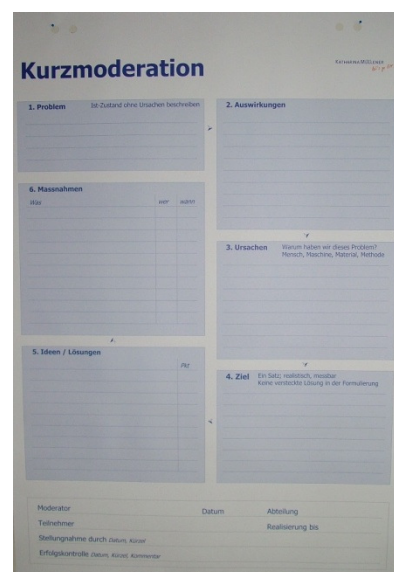 Kurzmoderation
1. Problem Ist-Zustand ohne Ursachen beschreiben
2. Auswirkungen
6. Massnahmen
Was wer wann
3. Ursachen Warum haben wir dieses Problem?
Mensch, Maschine, Material, Methode
5. Ideen / Lösungen
Pkt
4. Ziel Ein Satz; realistisch, messbar
Keine versteckte Lösung in der Formulierung
Moderator Datum Abteilung
Teilnehmer Realisierung bis
Stellungnahme durch Datum, Kürzel
Erfolgskontrolle Datum, Kürzel, Kommentar